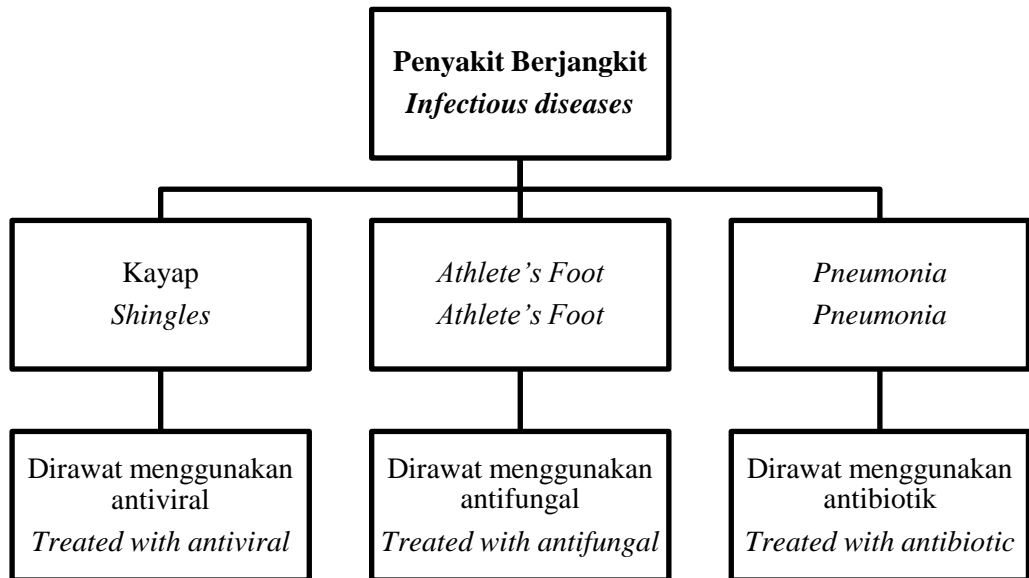 Penyakit Berjangkit
Infectious diseases
Kayap
Shingles
Athlete’s Foot
Athlete’s Foot
Pneumonia
Pneumonia
Dirawat menggunakan
antiviral
Treated with antiviral
Dirawat menggunakan
antifungal
Treated with antifungal
Dirawat menggunakan
antibiotik
Treated with antibiotic